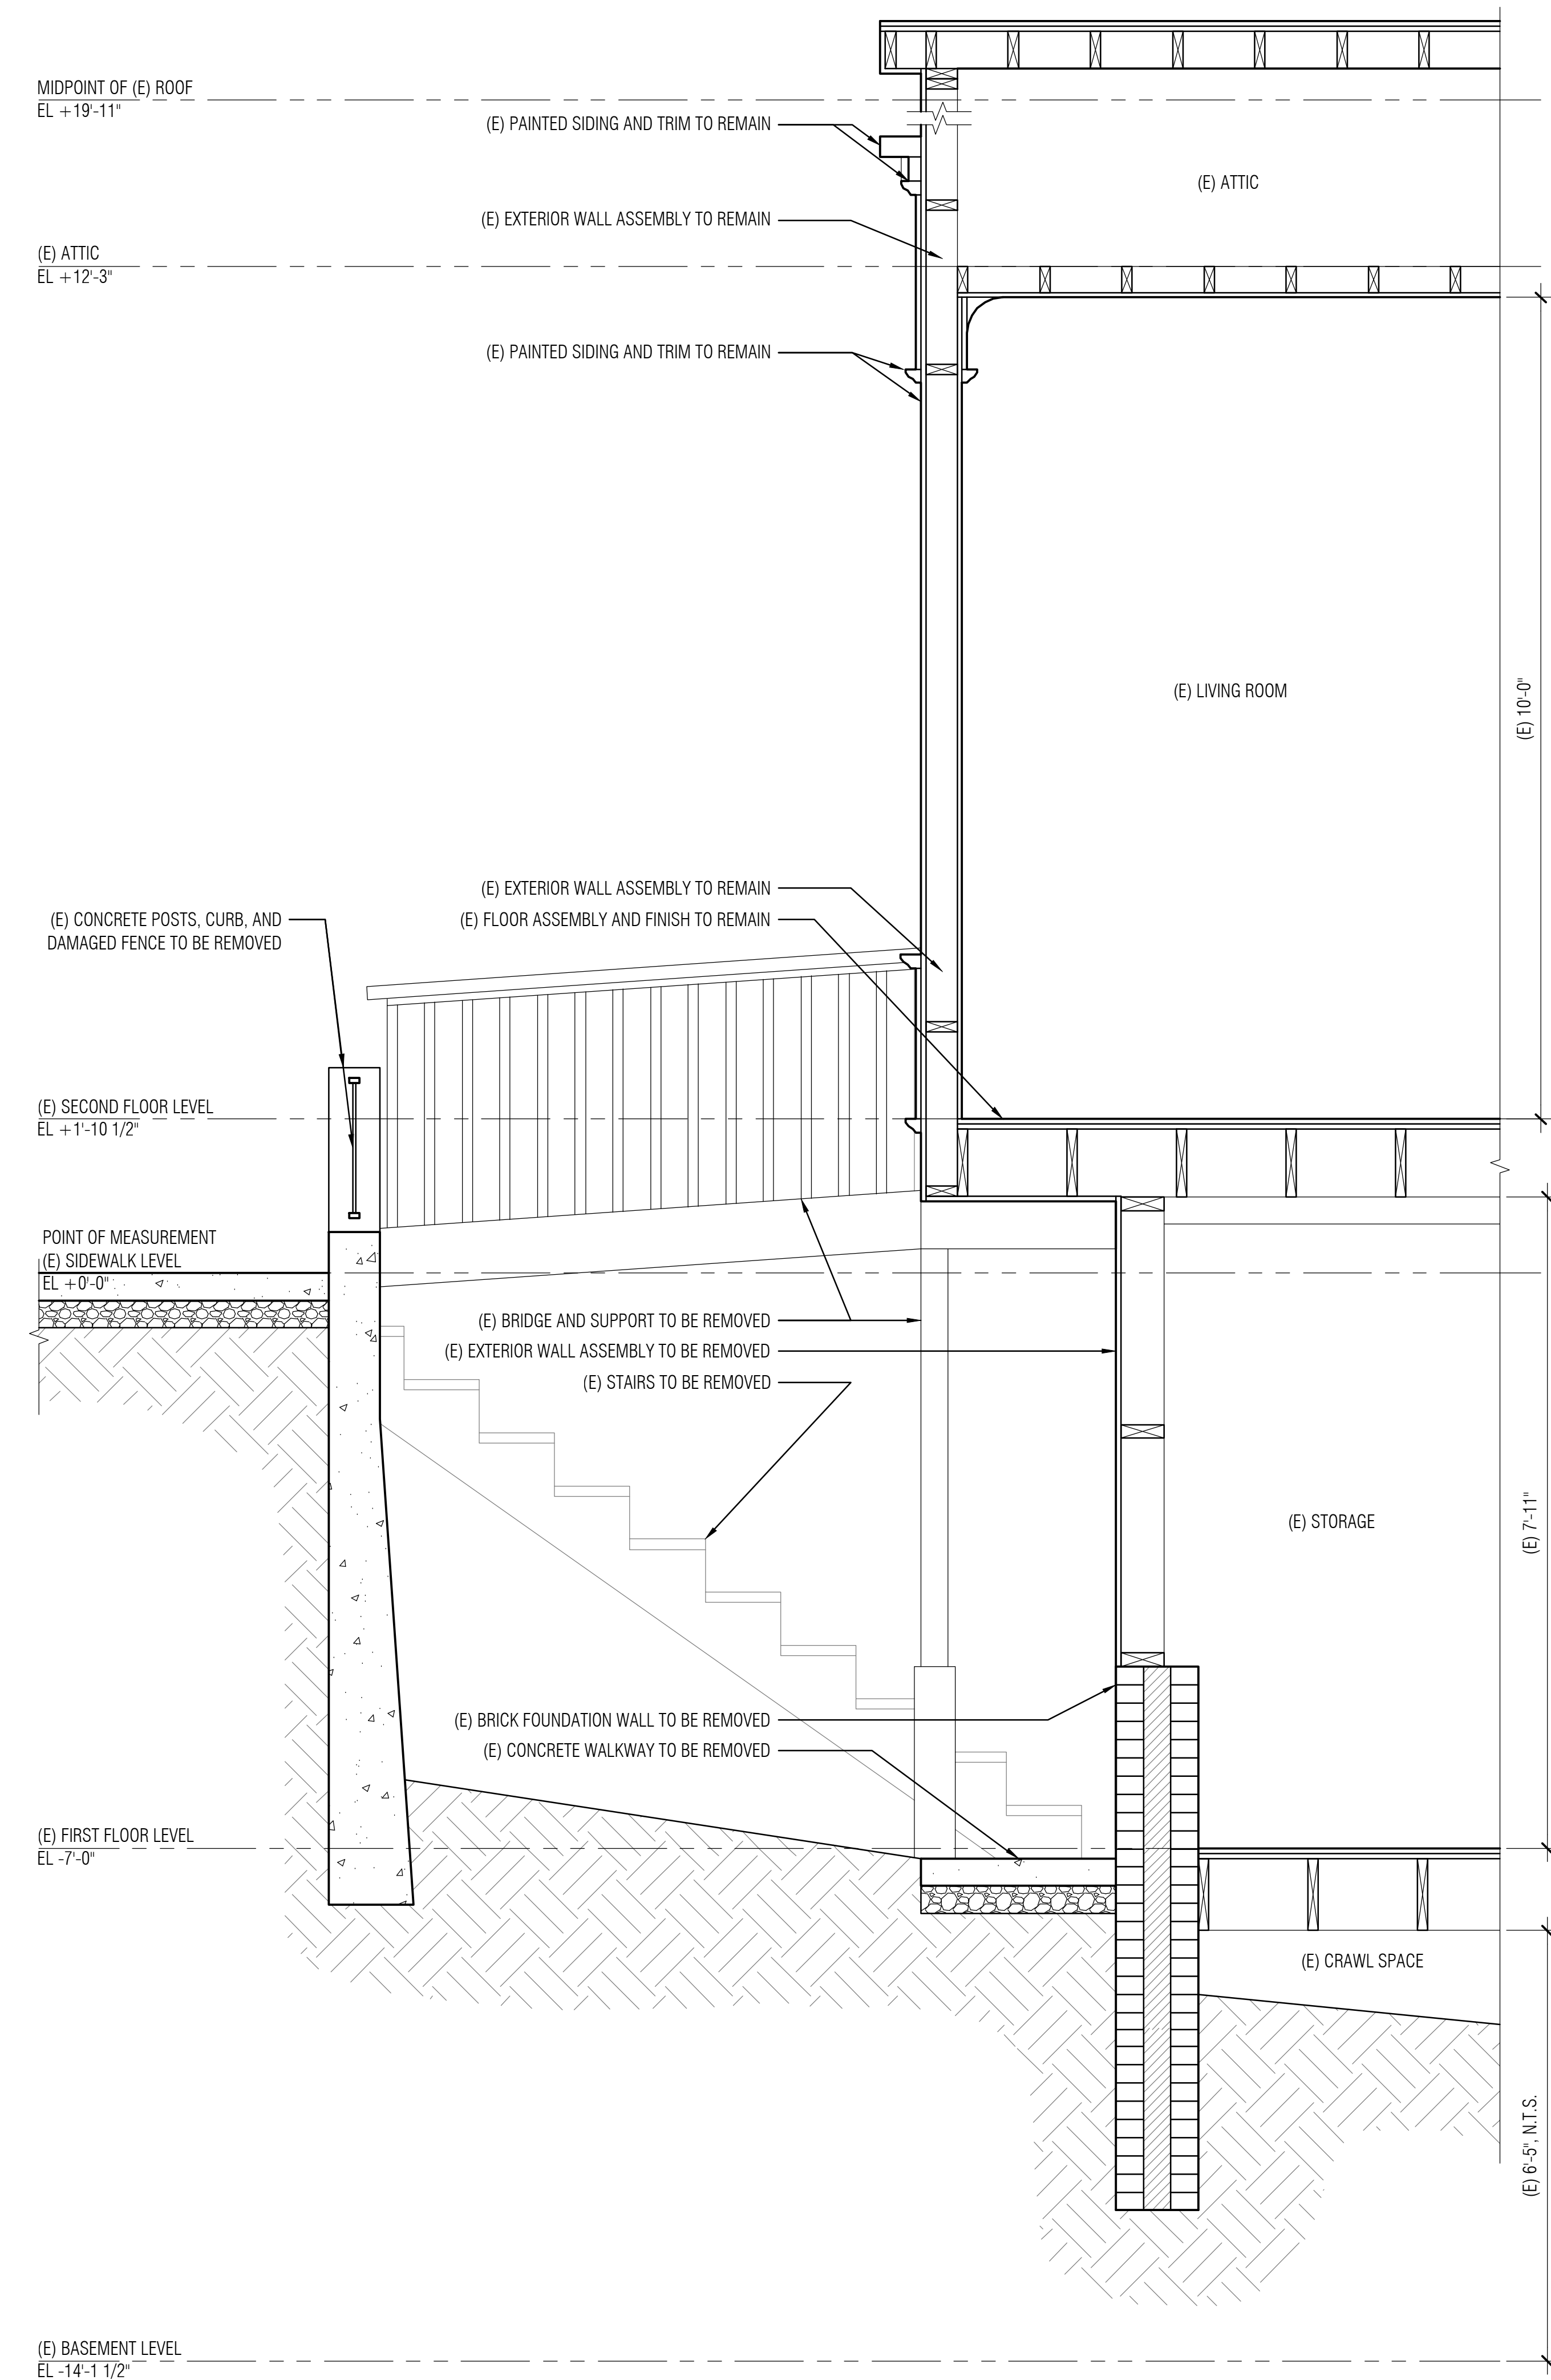 MIDPOINT OF (E) ROOF
EL +19'-11"
(E) PAINTED SIDING AND TRIM TO REMAIN
(E) ATTIC
(E) EXTERIOR WALL ASSEMBLY TO REMAIN
(E) ATTIC
EL +12'-3"
(E) PAINTED SIDING AND TRIM TO REMAIN
(E) LIVING ROOM
(E) 10'-0"
(E) EXTERIOR WALL ASSEMBLY TO REMAIN
(E) FLOOR ASSEMBLY AND FINISH TO REMAIN
(E) CONCRETE POSTS, CURB, AND
DAMAGED FENCE TO BE REMOVED
(E) SECOND FLOOR LEVEL
EL +1'-10 1/2"
POINT OF MEASUREMENT
(E) SIDEWALK LEVEL
EL +0'-0"
(E) BRIDGE AND SUPPORT TO BE REMOVED
(E) EXTERIOR WALL ASSEMBLY TO BE REMOVED
(E) STAIRS TO BE REMOVED
(E) STORAGE
(E) 7'-11"
(E) BRICK FOUNDATION WALL TO BE REMOVED
(E) CONCRETE WALKWAY TO BE REMOVED
(E) FIRST FLOOR LEVEL
EL -7'-0"
(E) CRAWL SPACE
(E) 6'-5", N.T.S.
(E) BASEMENT LEVEL
EL -14'-1 1/2"